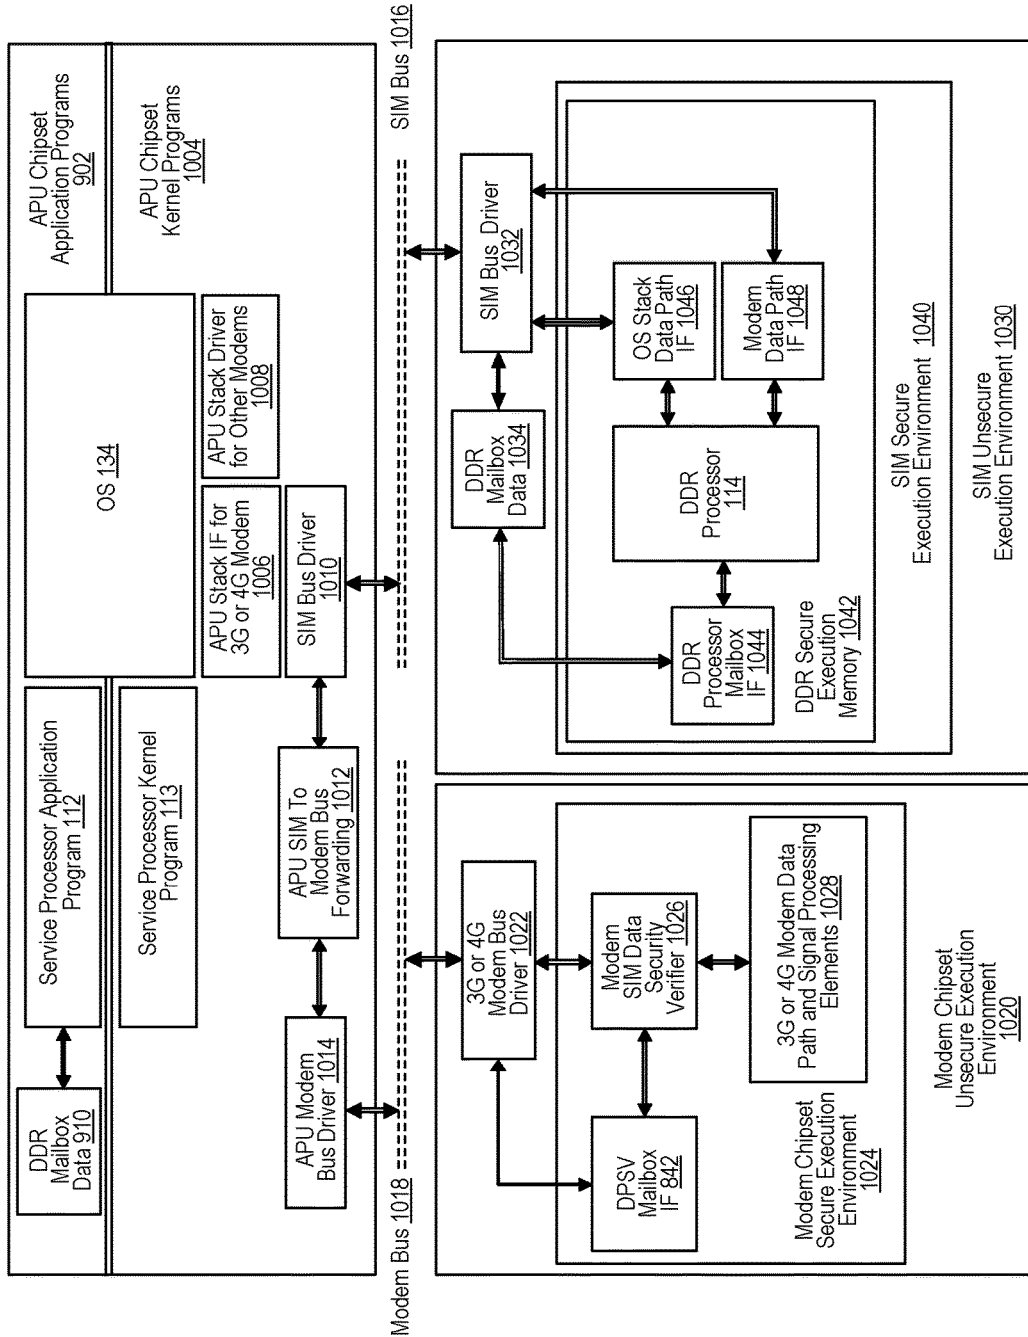 DDR
Mailbox
Data 910
Service Processor Application
Program 112
OS 134
APU Chipset
Application Programs
902
Service Processor Kernel
Program 113
APU Chipset
Kernel Programs
1004
APU Stack IF for
3G or 4G Modem
1006
APU Stack Driver
for Other Modems
1008
APU Modem
Bus Driver 1014
APU SIM To
Modem Bus
Forwarding 1012
SIM Bus Driver
1010
Modem Bus 1018
SIM Bus 1016
3G or 4G
Modem Bus
Driver 1022
DPSV
Mailbox
IF 842
Modem
SIM Data
Security
Verifier 1026
3G or 4G Modem Data
Path and Signal Processing
Elements 1028
Modem Chipset
Secure Execution
Environment
1024
Modem Chipset
Unsecure Execution
Environment
1020
DDR
Mailbox
Data 1034
SIM Bus Driver
1032
DDR
Processor
Mailbox
IF 1044
DDR
Processor
114
OS Stack
Data Path
IF 1046
Modem
Data Path
IF 1048
DDR Secure
Execution
Memory 1042
SIM Secure
Execution Environment 1040
SIM Unsecure
Execution Environment 1030